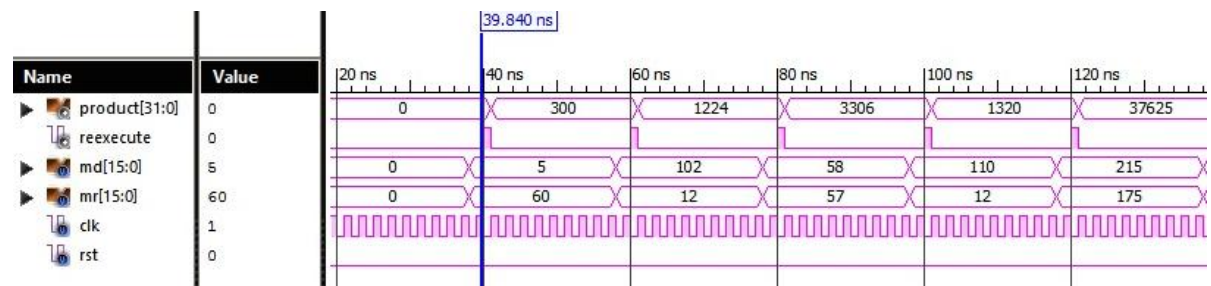 39.840 ns
Name Value 20 ns 40 ns 60 ns 80 ns 100 ns 120 ns
product[31:0] 0 0 300 1224 3306 1320 37625
reexecute 0
md[15:0] 5 0 5 102 58 110 215
mr[15:0] 60 0 60 12 57 12 175
clk 1
rst 0